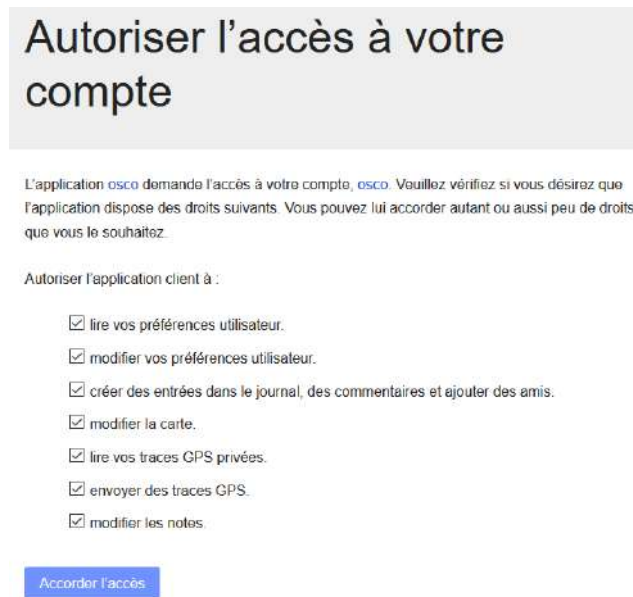 Autoriser l'accès à votre
compte
L'application osco demande l'accès à votre compte, osco. Veuillez vérifiez si vous désirez que
l'application dispose des droits suivants. Vous pouvez lui accorder autant ou aussi peu de droits
que vous le souhaitez.
Autoriser l'application client à :
lire vos préférences utilisateur.
modifier vos préférences utilisateur.
créer des entrées dans le journal, des commentaires et ajouter des amis.
modifier la carte.
lire vos traces GPS privées.
envoyer des traces GPS.
modifier les notes.
Accorder l'accès